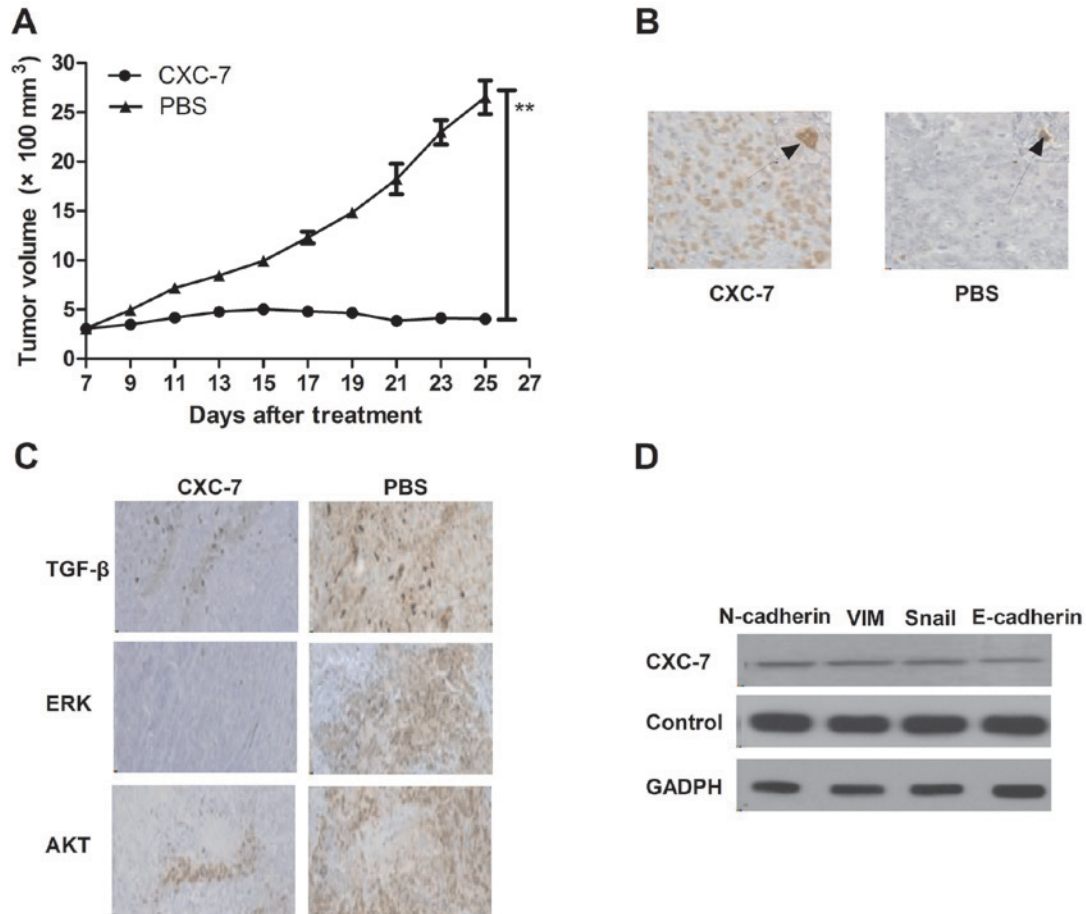 A
CXC-7
PBS
30
25
20
15
10
5
0
7 9 11 13 15 17 19 21 23 25 27
**
Tumor volume (× 100 mm³)
Days after treatment
B
CXC-7 PBS
C
CXC-7 PBS
TGF-β
ERK
AKT
D
N-cadherin VIM Snail E-cadherin
CXC-7
Control
GADPH